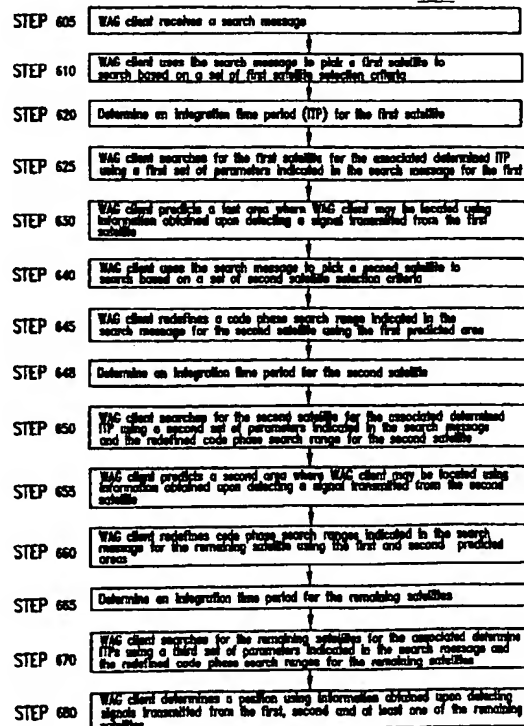 STEP 605 WAG client receives a search message
STEP 610 WAG client uses the search message to pick a first satellite to
search based on a set of first satellite selection criteria
STEP 620 Determine an integration time period (ITP) for the first satellite
STEP 625 WAG client searches for the first satellite for the associated determined ITP
using a first set of parameters indicated in the search message for the first
STEP 630 WAG client predicts a area where WAG client may be located using
information obtained upon detecting a signal transmitted from the first
satellite
STEP 640 WAG client uses the search message to pick a second satellite to
search based on a set of second satellite selection criteria
STEP 645 WAG client redefines a code phase search range indicated in the
search message for the second satellite using the first predicted area
STEP 648 Determine an integration time period for the second satellite
STEP 650 WAG client searches for the second satellite for the associated determined
ITP using a second set of parameters indicated in the search message
and the redefined code phase search range for the second satellite
STEP 655 WAG client predicts a second area where WAG client may be located using
information obtained upon detecting a signal transmitted from the second
satellite
STEP 660 WAG client redefines code phase search ranges indicated in the search
message for the remaining satellite using the first and second predicted
areas
STEP 665 Determine an integration time period for the remaining satellites
STEP 670 WAG client searches for the remaining satellites for the associated determine
ITPs using a third set of parameters indicated in the search message and
the redefined code phase search ranges for the remaining satellites
STEP 680 WAG client determines a position using information obtained upon detecting
signals transmitted from the first, second and at least one of the remaining